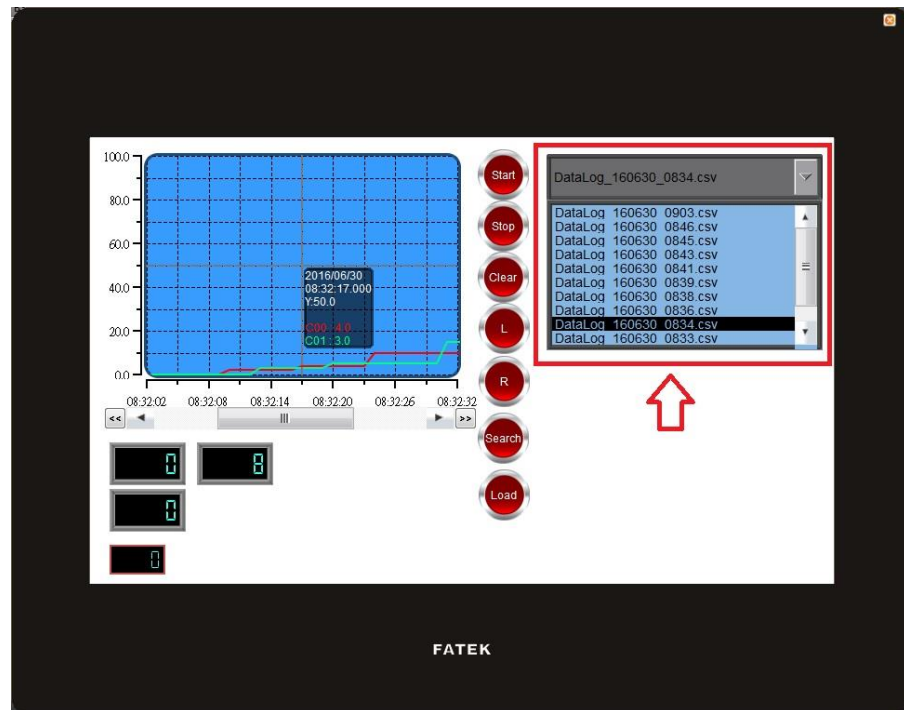 100.0
80.0
60.0
40.0
20.0
0.0
2016/06/30
08:32:17.000
Y:50.0
C00 : 4.0
C01 : 3.0
08:32:02 08:32:08 08:32:14 08:32:20 08:32:26 08:32:32
<< >>
0 8
0
0
Start
Stop
Clear
L
R
Search
Load
DataLog_160630_0834.csv
DataLog_160630_0903.csv
DataLog_160630_0846.csv
DataLog_160630_0845.csv
DataLog_160630_0843.csv
DataLog_160630_0841.csv
DataLog_160630_0839.csv
DataLog_160630_0838.csv
DataLog_160630_0836.csv
DataLog_160630_0834.csv
DataLog_160630_0833.csv
FATEK